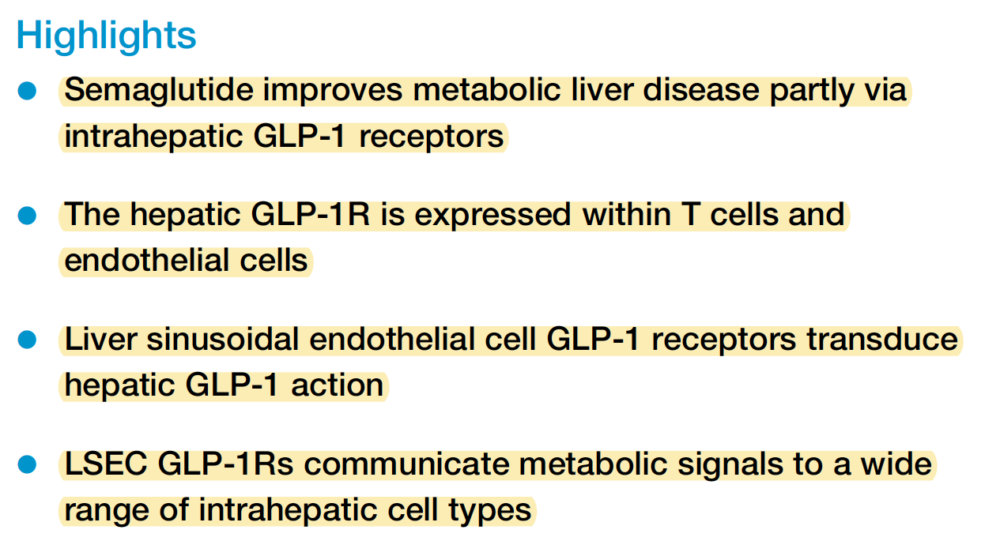 Highlights
Semaglutide improves metabolic liver disease partly via
intrahepatic GLP-1 receptors
The hepatic GLP-1R is expressed within T cells and
endothelial cells
Liver sinusoidal endothelial cell GLP-1 receptors transduce
hepatic GLP-1 action
LSEC GLP-1Rs communicate metabolic signals to a wide
range of intrahepatic cell types